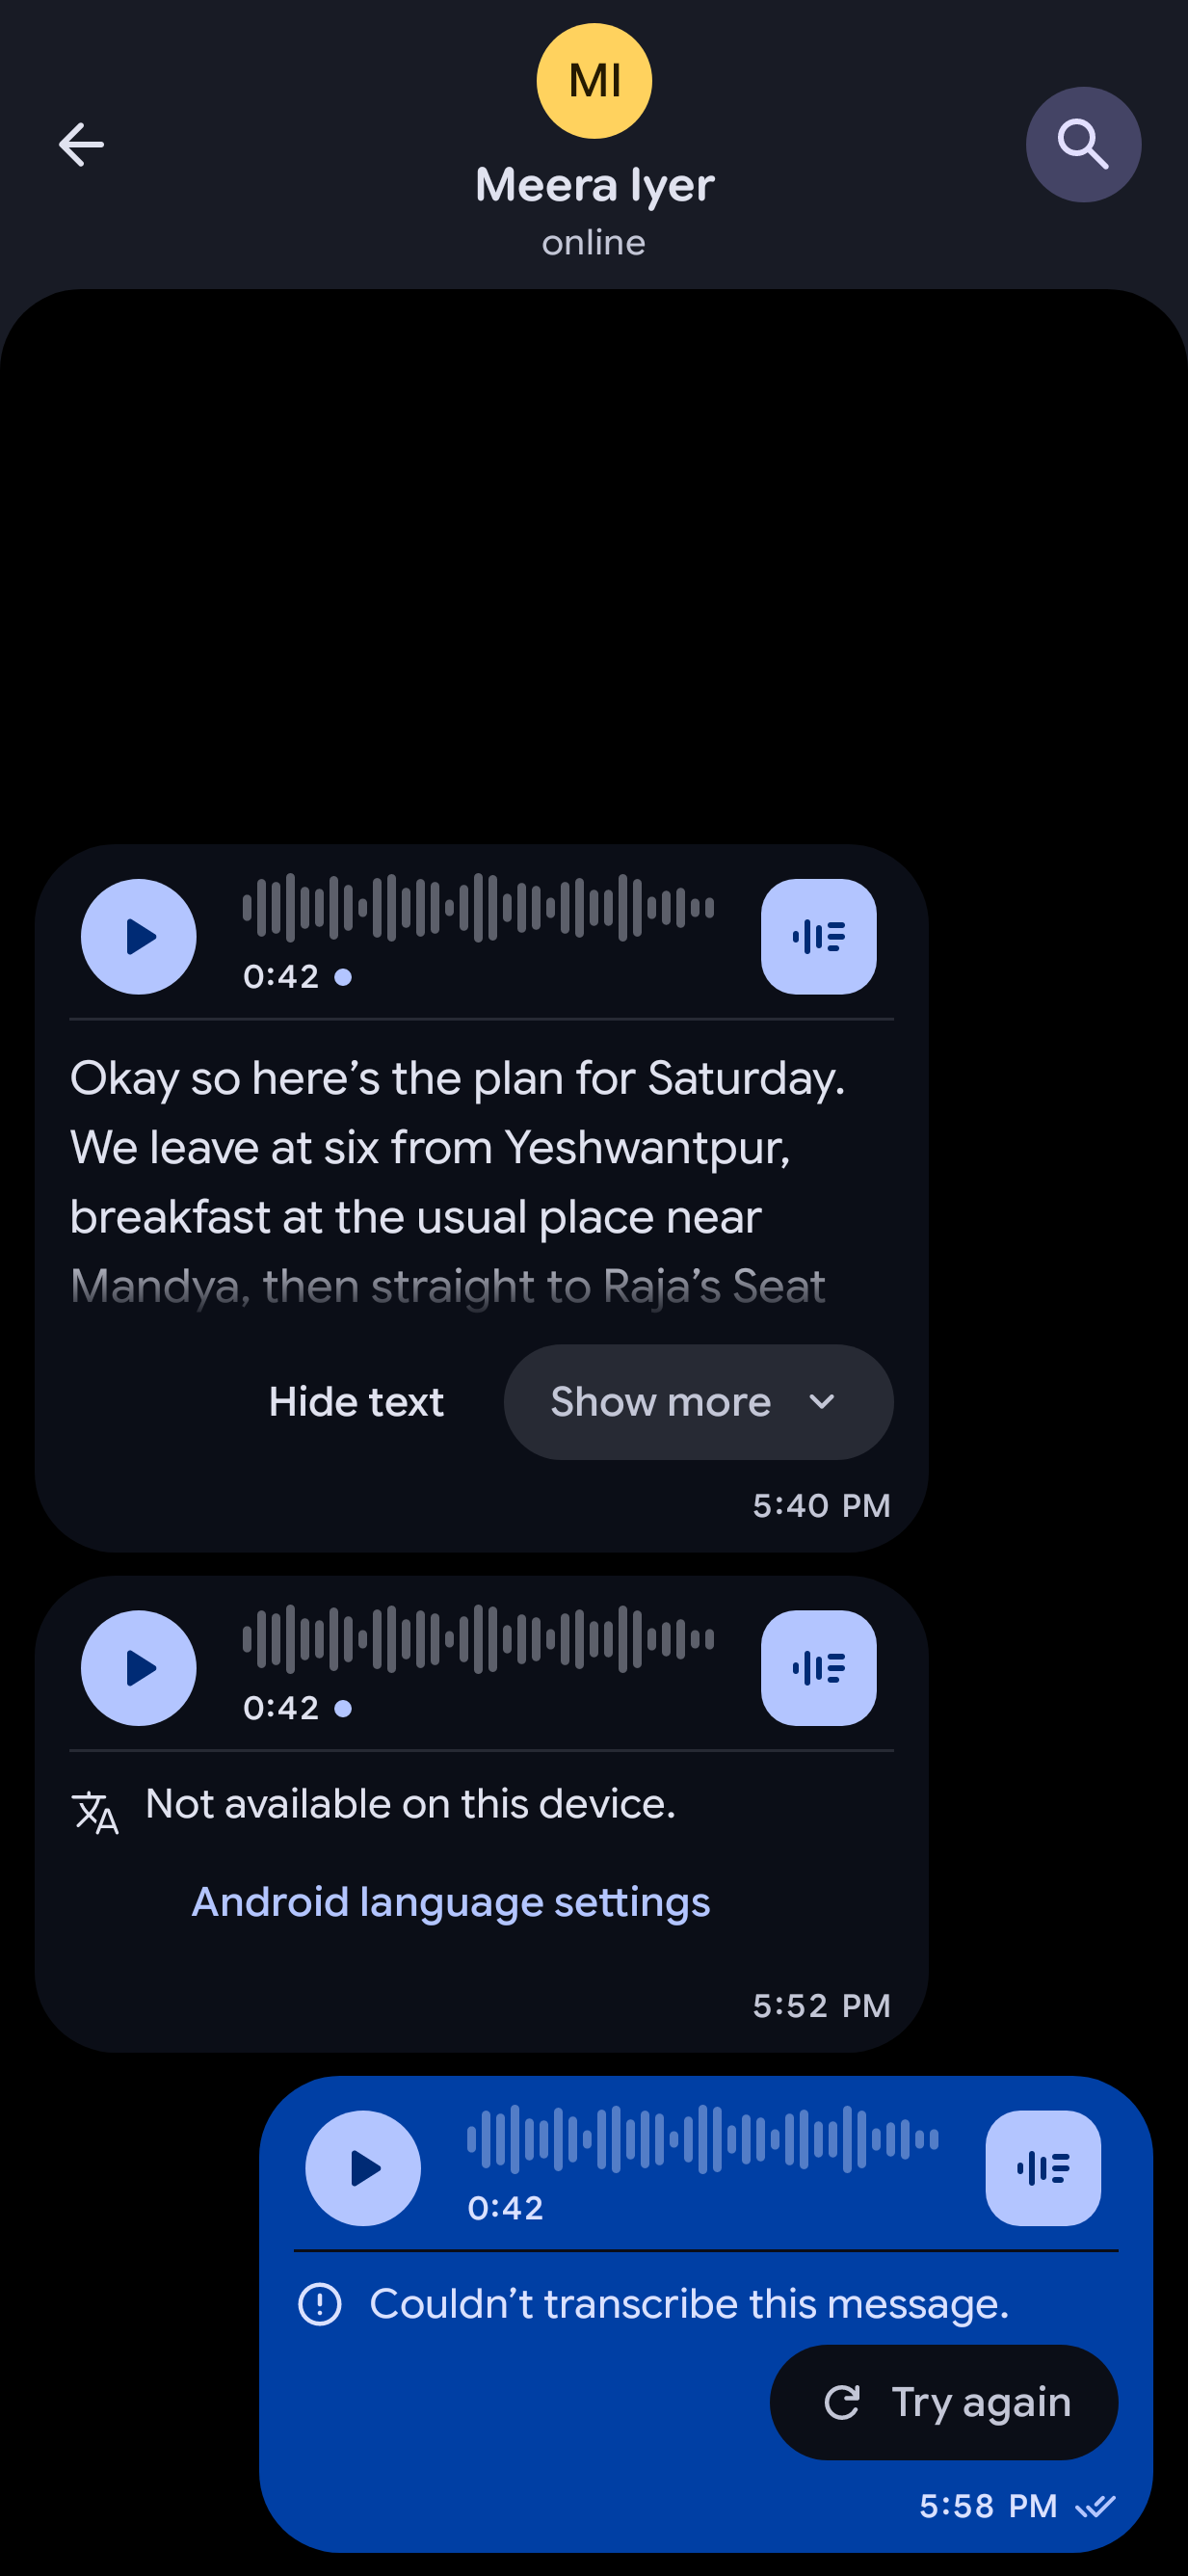 MI
Meera Iyer
online
0:42
Okay so here’s the plan for Saturday.
We leave at six from Yeshwantpur,
breakfast at the usual place near
Mandya, then straight to Raja’s Seat
Hide text
Show more
5:40 PM
0:42
Not available on this device.
Android language settings
5:52 PM
0:42
Couldn’t transcribe this message.
Try again
5:58 PM